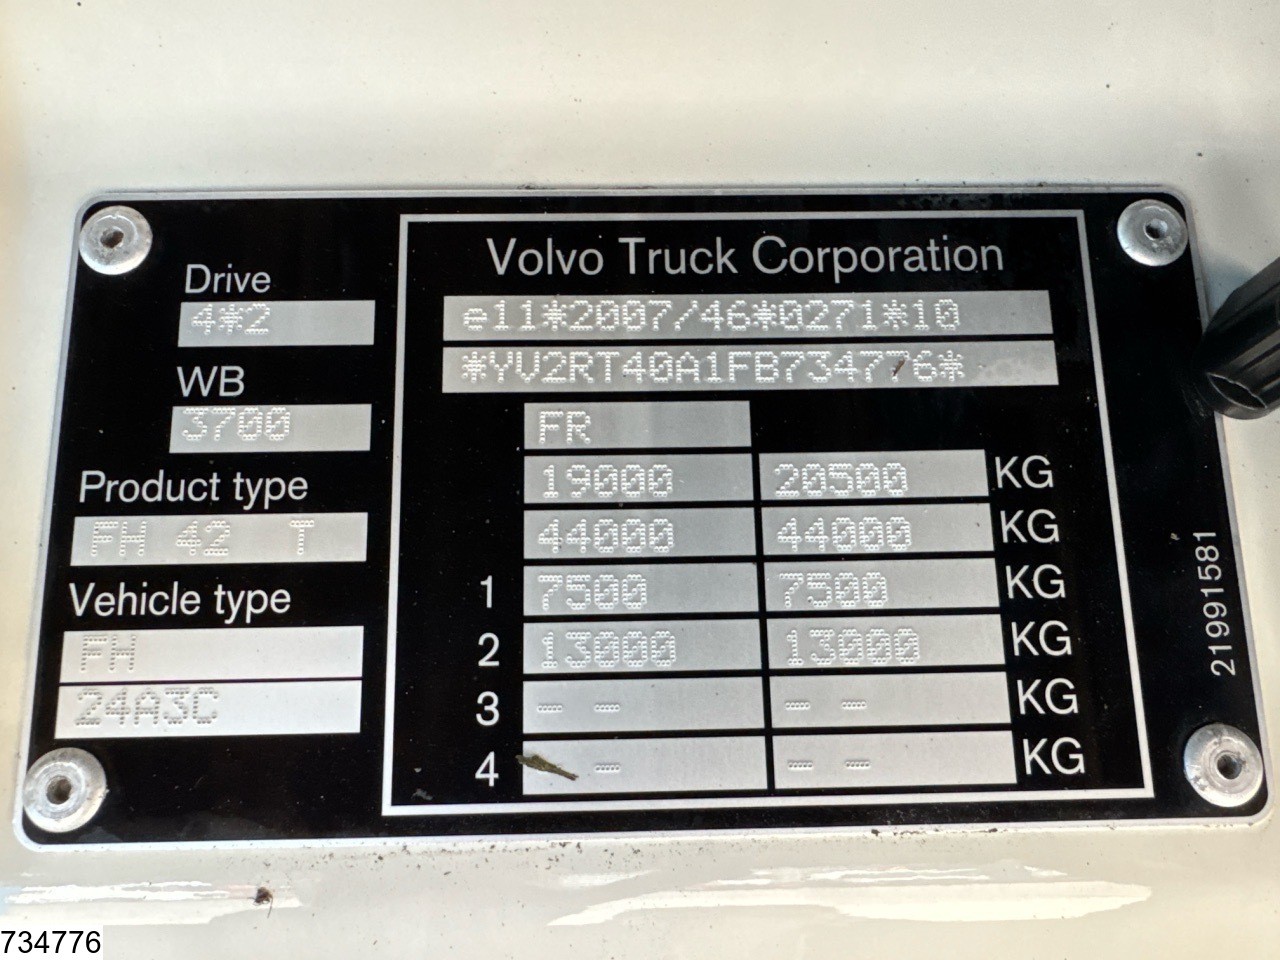 Drive
4*2
WB
3700
Product type
FH 42 T
Vehicle type
FH
24A3C
Volvo Truck Corporation
e11*2007/46*0271*10
*YV2RT40A1FB734776*
FR
19000 20500 KG
44000 44000 KG
1 7500 7500 KG
2 13000 13000 KG
3 - - - - KG
4 - - - KG
21991581
734776